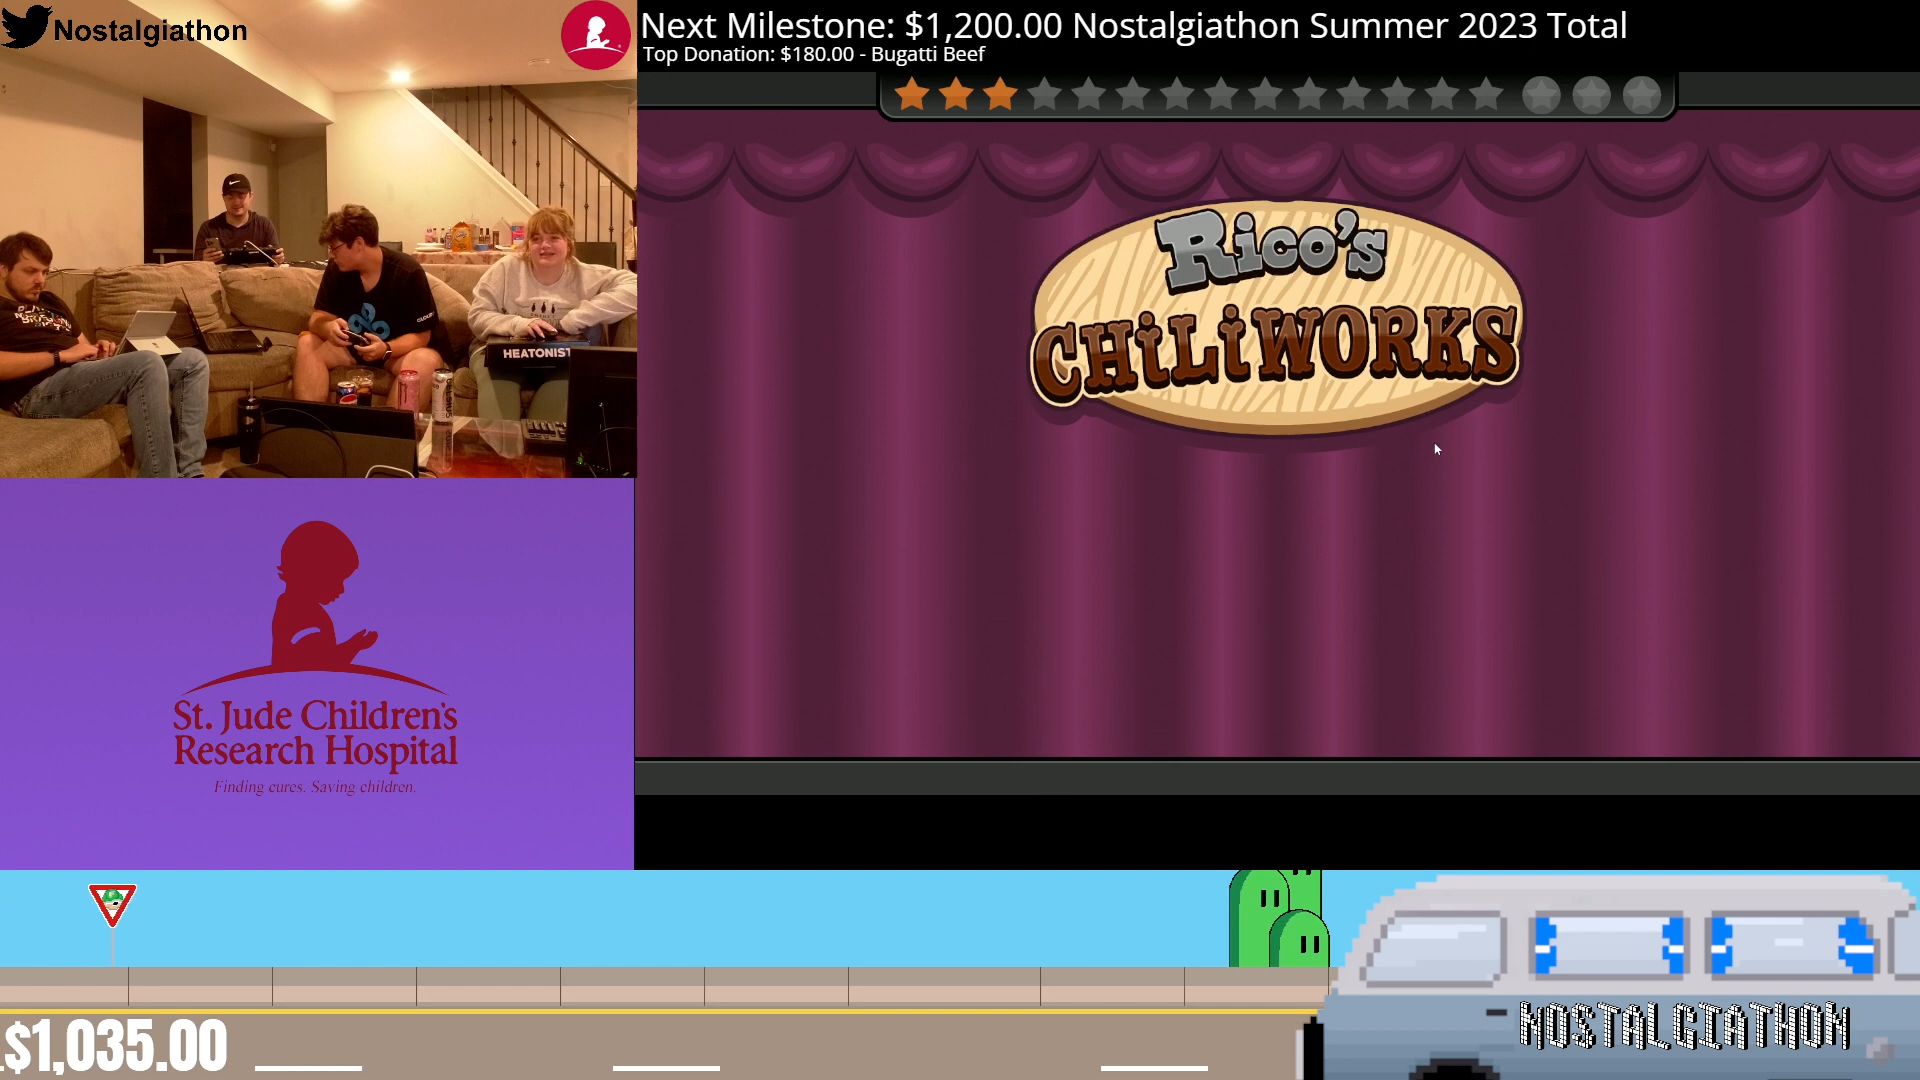 Nostalgiathon
Next Milestone: $1,200.00 Nostalgiathon Summer 2023 Total
Top Donation: $180.00 - Bugatti Beef
Rico's
CHiLiWORKS
HEATONIST
St. Jude Children's
Research Hospital
Finding cures. Saving children.
$1,035.00
NOSTALGIATHON